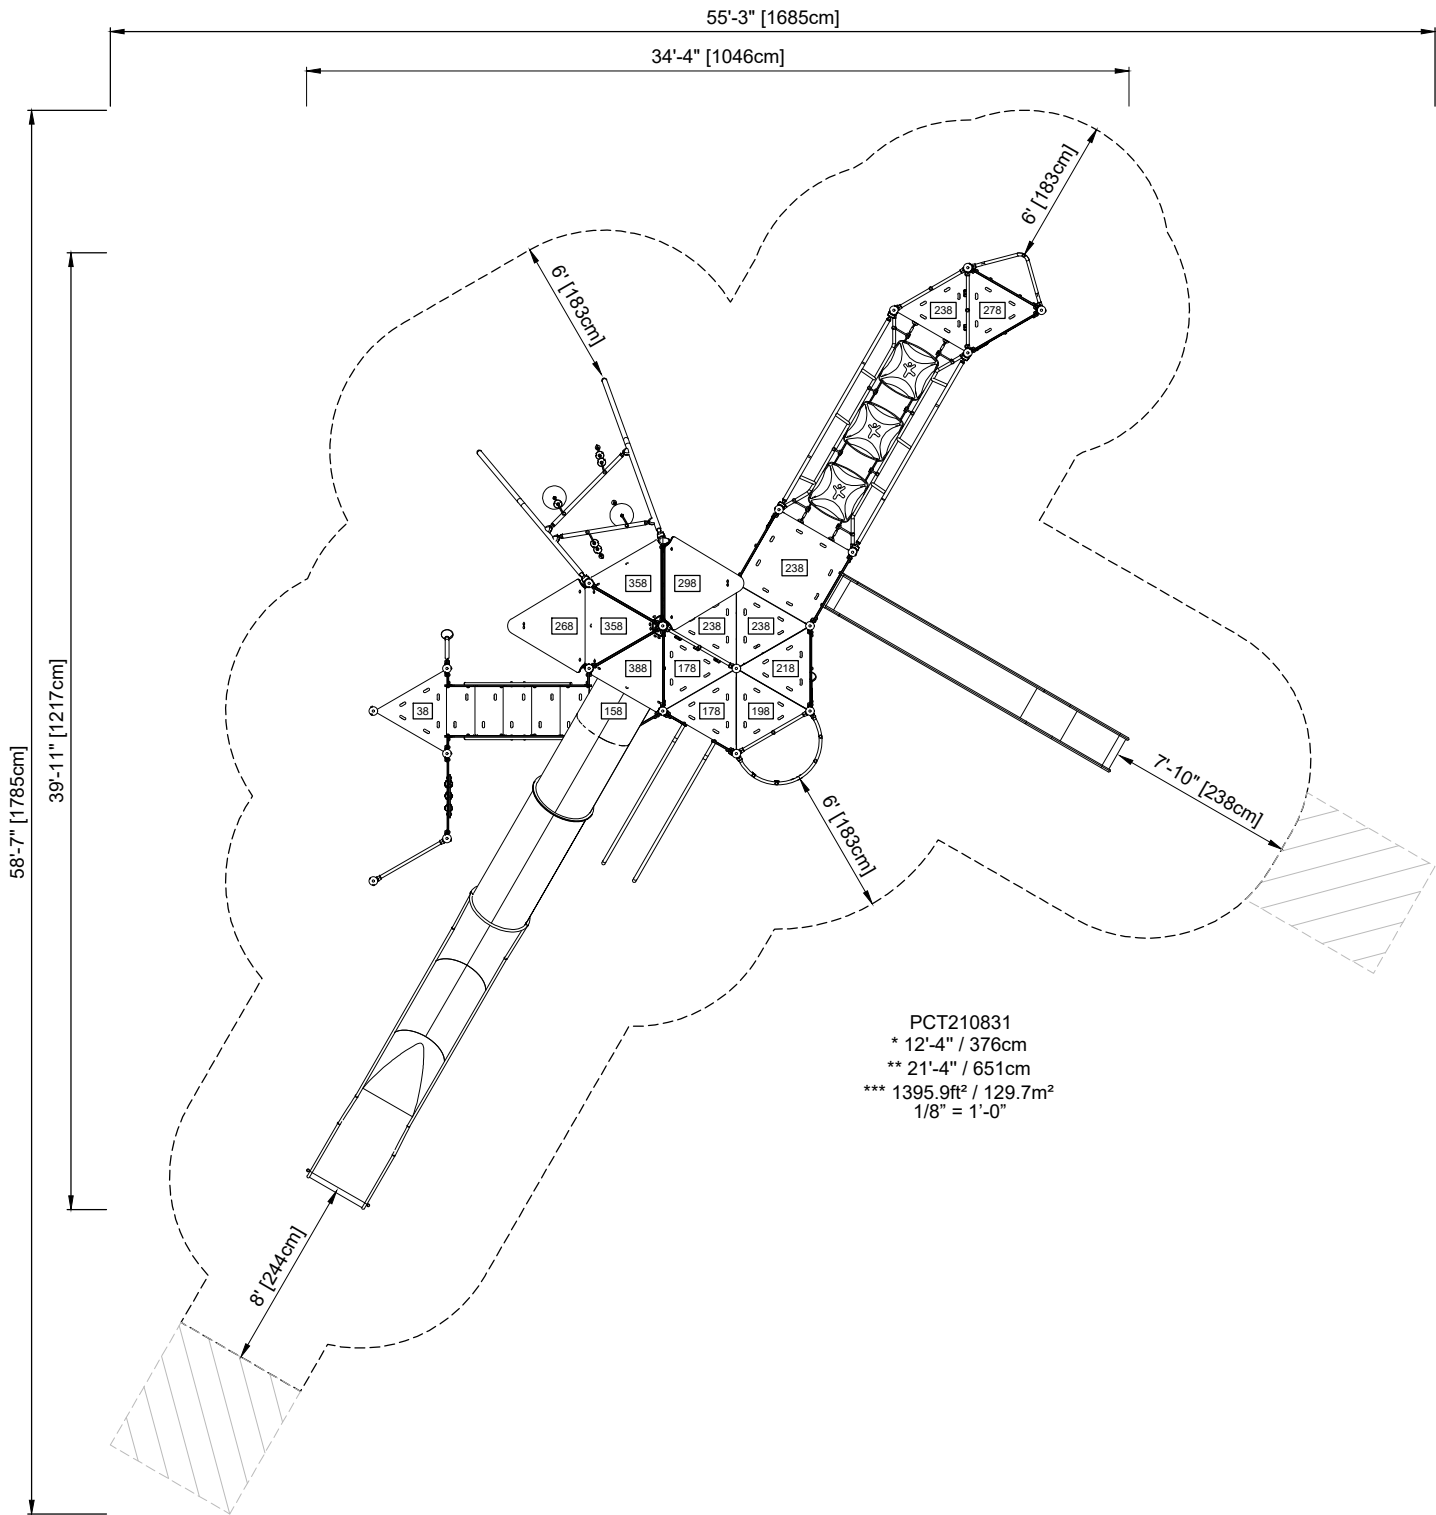 55'-3" [1685cm]
34'-4" [1046cm]
6' [183cm]
6' [183cm]
238
278
238
358
298
268
358
238
238
388
178
218
38
158
178
198
39'-11" [1217cm]
58'-7" [1785cm]
7'-10" [238cm]
6' [183cm]
PCT210831
* 12'-4" / 376cm
** 21'-4" / 651cm
*** 1395.9ft² / 129.7m²
1/8” = 1’-0”
8' [244cm]